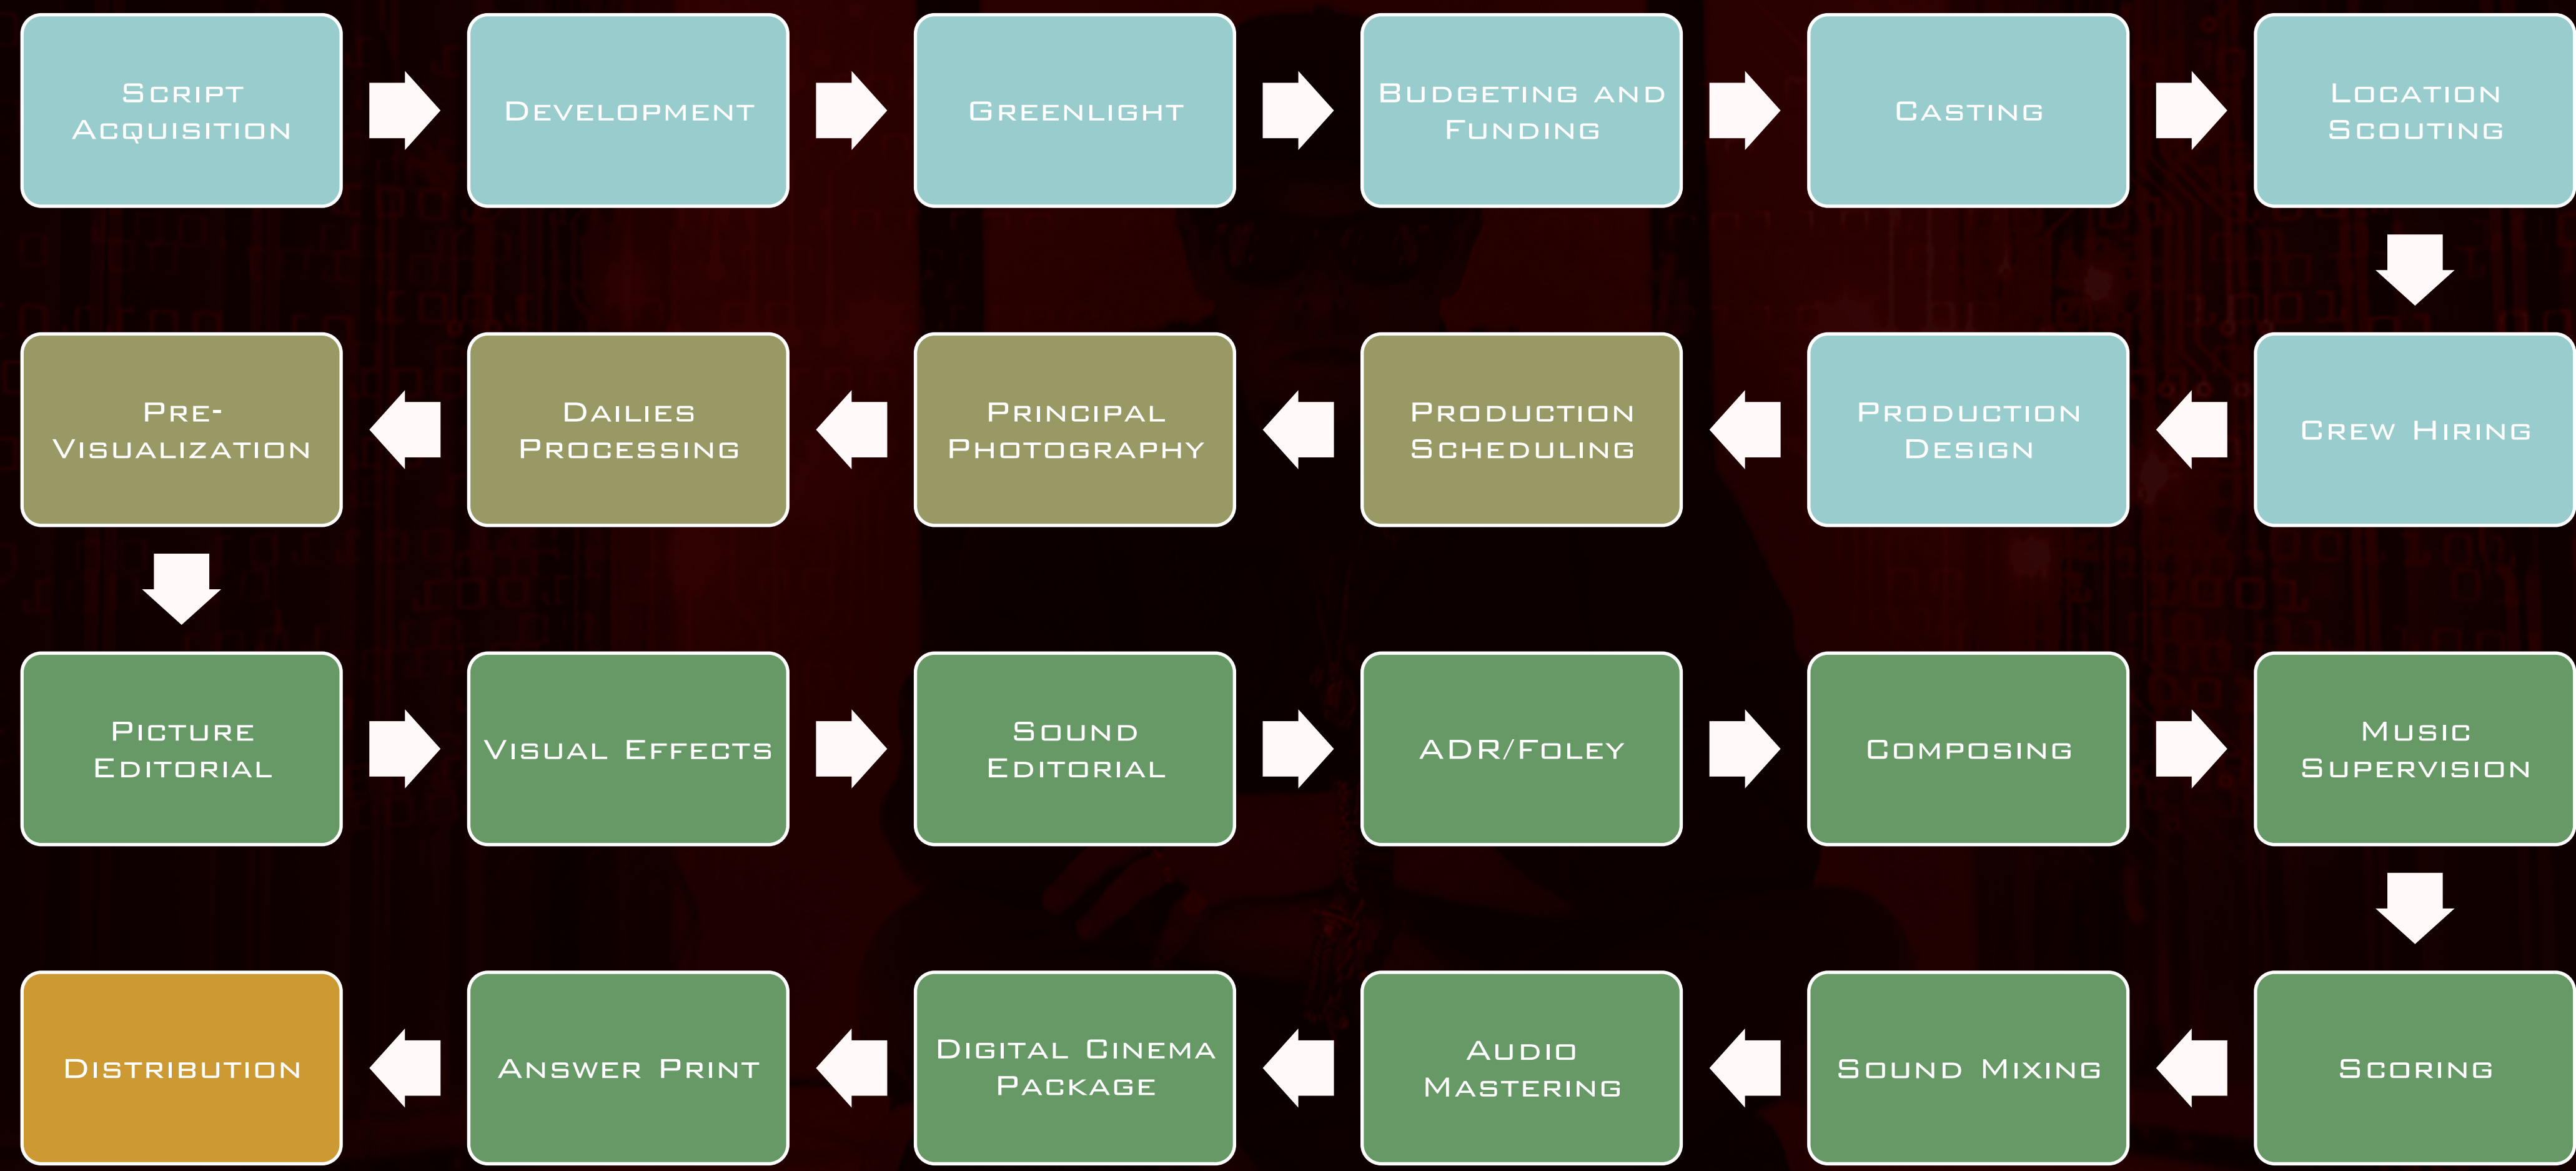 Script
Acquisition
Development
Greenlight
Budgeting and
Funding
Casting
Location
Scouting
Crew Hiring
Production
Design
Production
Scheduling
Principal
Photography
Dailies
Processing
Pre-
Visualization
Picture
Editorial
Visual Effects
Sound
Editorial
ADR/Foley
Composing
Music
Supervision
Scoring
Sound Mixing
Audio
Mastering
Digital Cinema
Package
Answer Print
Distribution